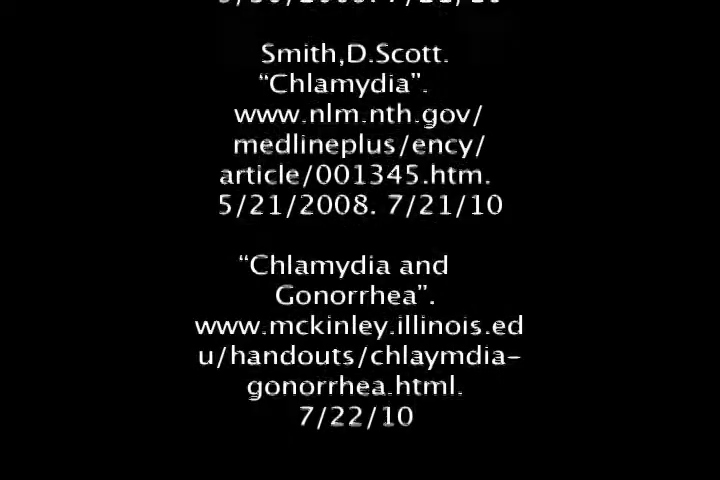 Smith,D.Scott.
“Chlamydia”.
www.nlm.nth.gov/
medlineplus/ency/
article/001345.htm.
5/21/2008. 7/21/10
“Chlamydia and
Gonorrhea”.
www.mckinley.illinois.ed
u/handouts/chlaymdia-
gonorrhea.html.
7/22/10